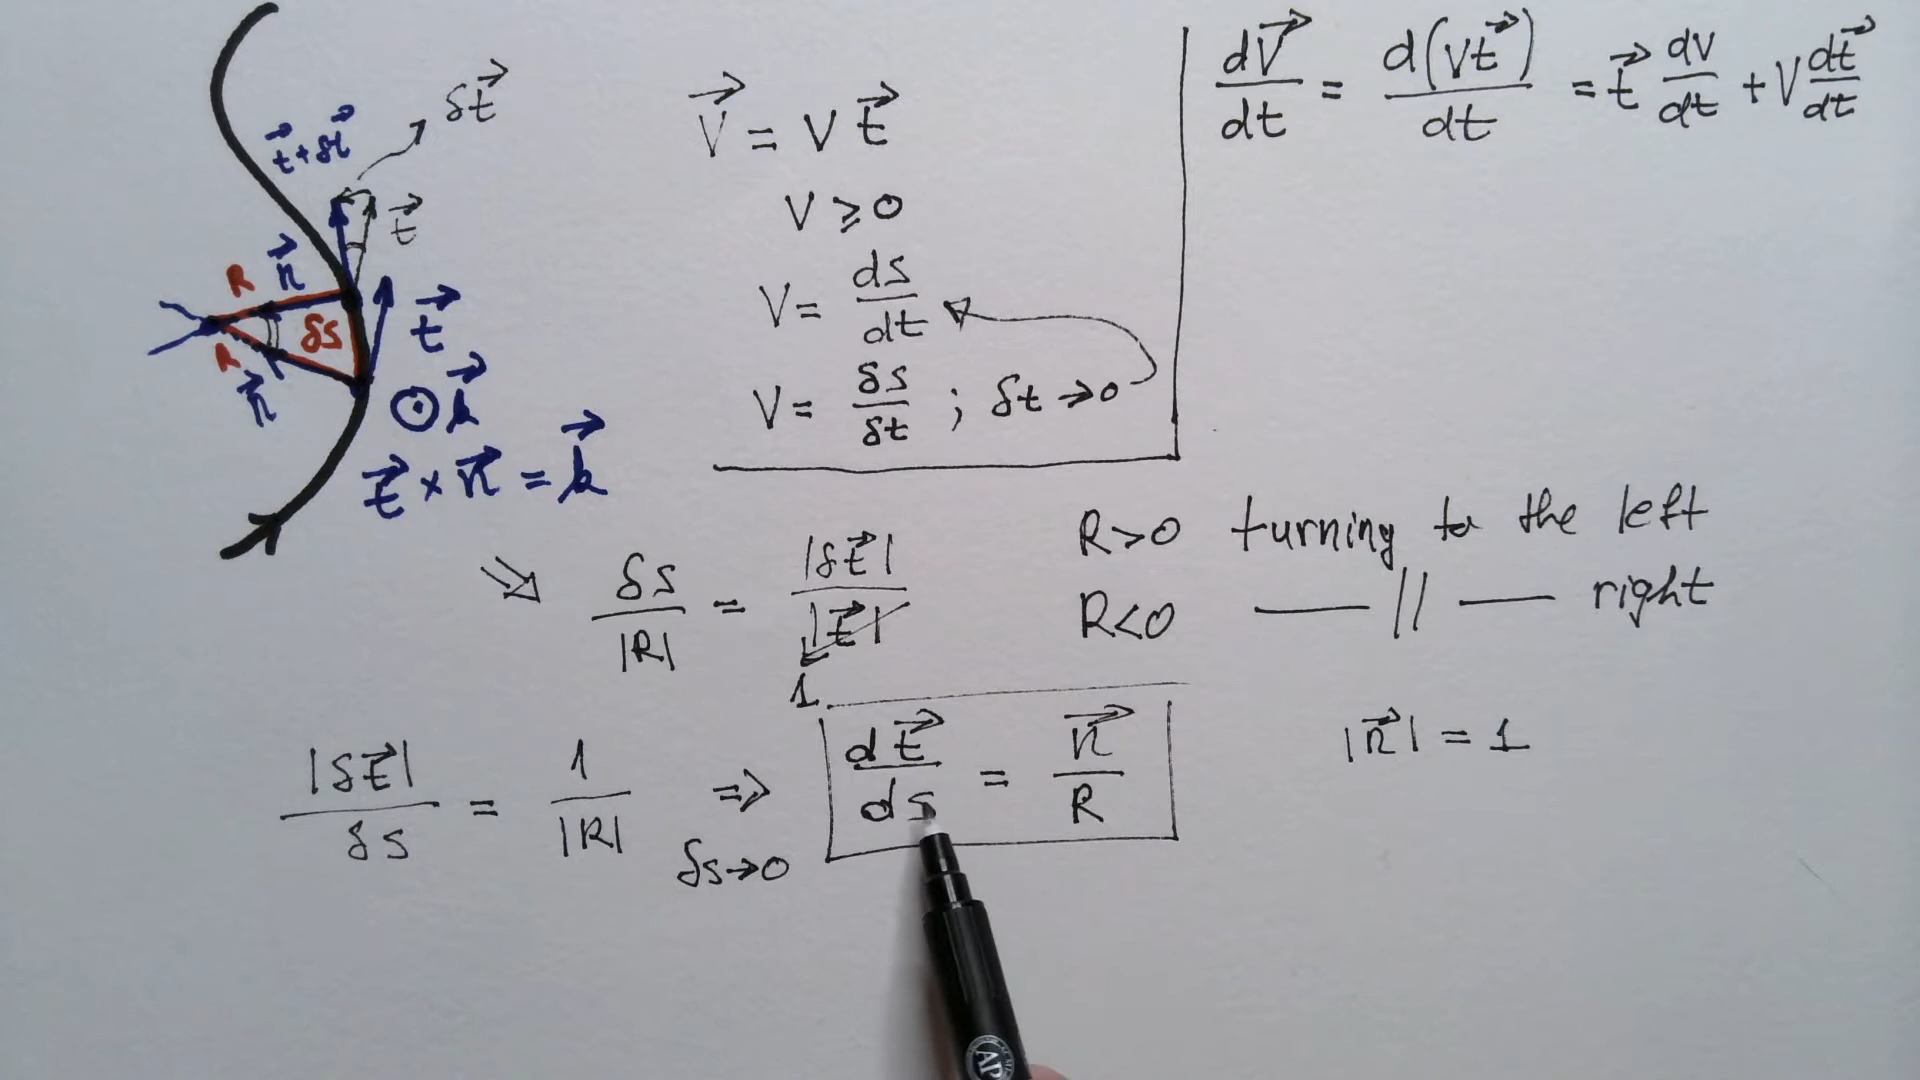 δt⃗
t⃗+δt⃗
t⃗
R n⃗
δs
t⃗
R
n⃗
⊙k⃗
t⃗ × n⃗ = k⃗
V⃗ = V t⃗
V ⩾ 0
V = ds/dt
V = δs/δt ; δt → 0
dV⃗/dt = d(Vt⃗)/dt = t⃗ dV/dt + V dt⃗/dt
⇒ δs/|R| = |δt⃗|/|t⃗|
1
R>0 turning to the left
R<0 —— // —— right
|δt⃗|/δs = 1/|R| ⇒ dt⃗/ds = n⃗/R
δs→0
|n⃗| = 1
AP